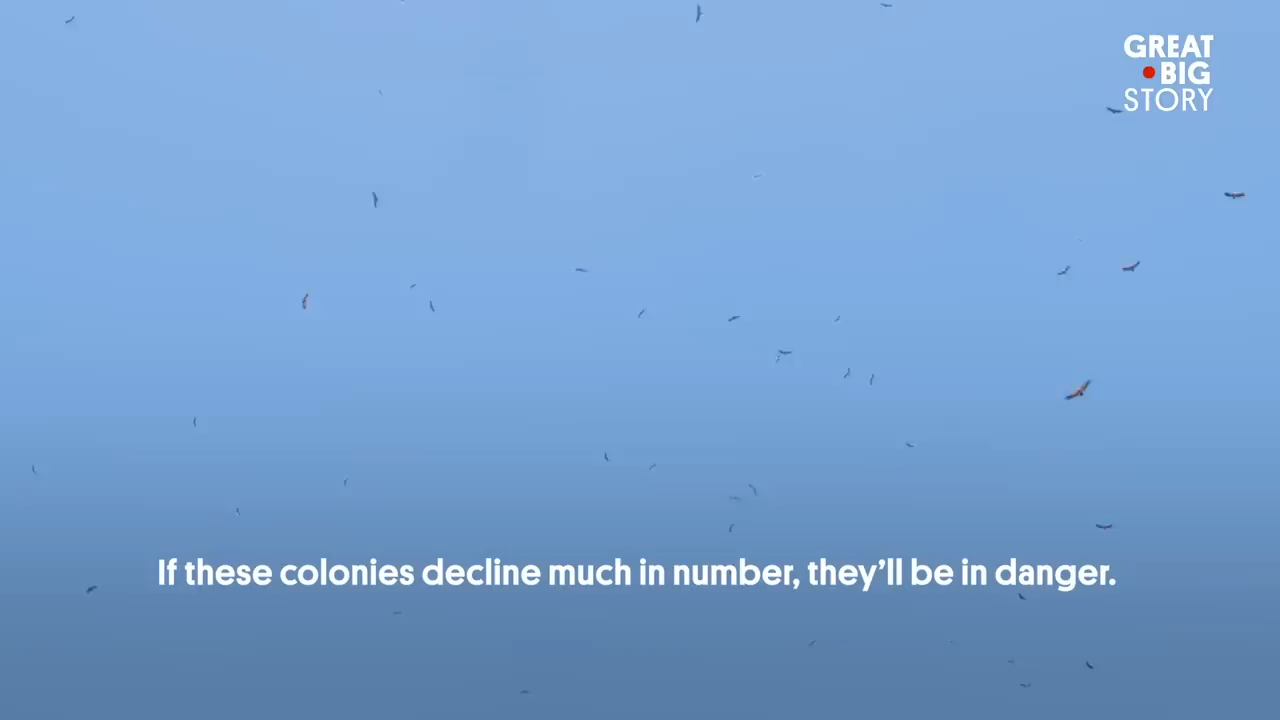 GREAT
BIG
STORY
If these colonies decline much in number, they'll be in danger.